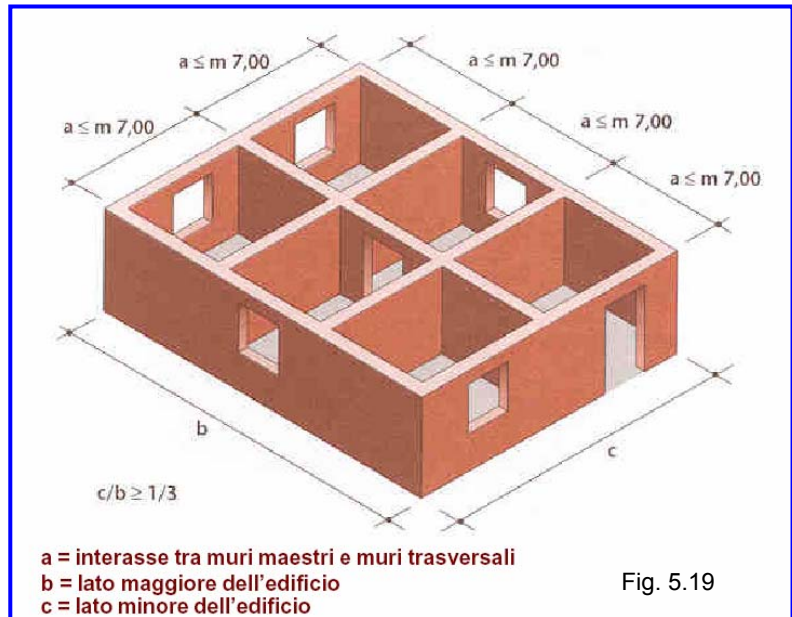 a ≤ m 7,00
a ≤ m 7,00
a ≤ m 7,00
a ≤ m 7,00
a ≤ m 7,00
b
c
c/b ≥ 1/3
a = interasse tra muri maestri e muri trasversali
b = lato maggiore dell'edificio
c = lato minore dell'edificio
Fig. 5.19